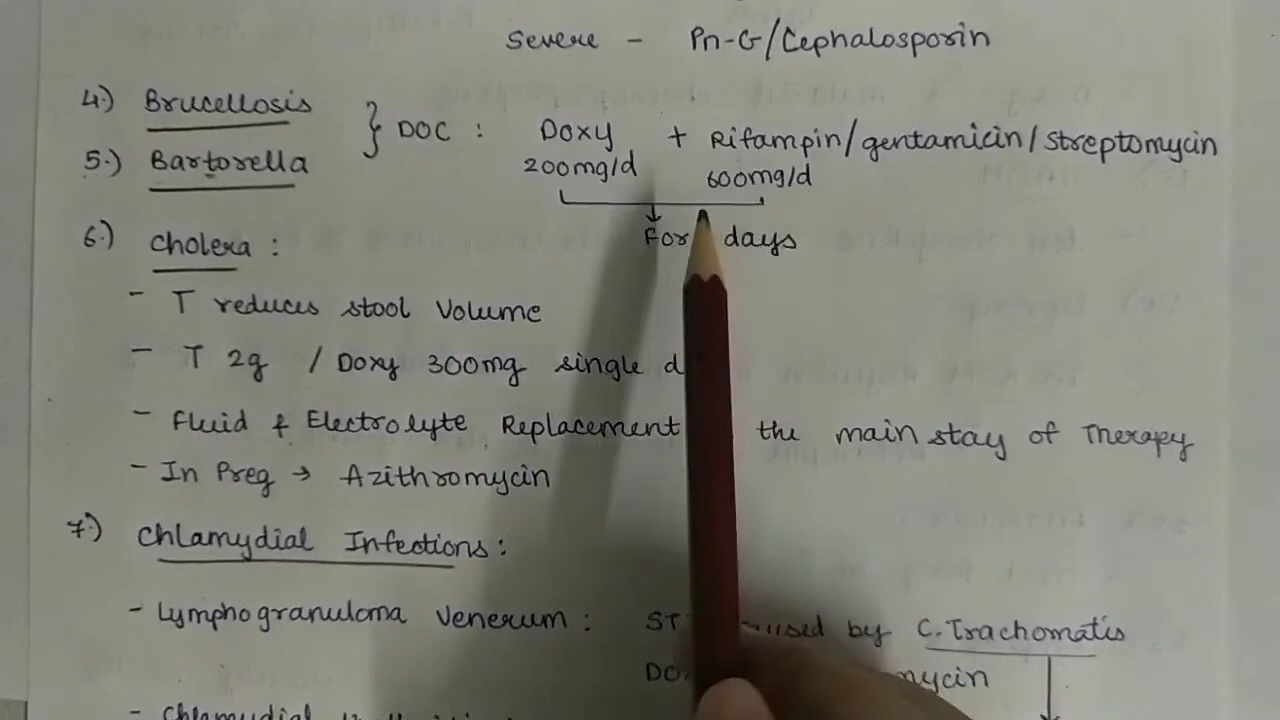 Severe - Pn-G/Cephalosporin
4.) Brucellosis
5.) Bartorella
} DOC : Doxy + Rifampin/gentamicin/streptomycin
200mg/d 600mg/d
For days
6.) Cholera :
- T reduces stool Volume
- T 2g / Doxy 300mg single d
- Fluid & Electrolyte Replacement the main stay of Therapy
- In Preg → Azithromycin
7.) Chlamydial Infections :
- Lymphogranuloma Venerum : ST by C. Trachomatis